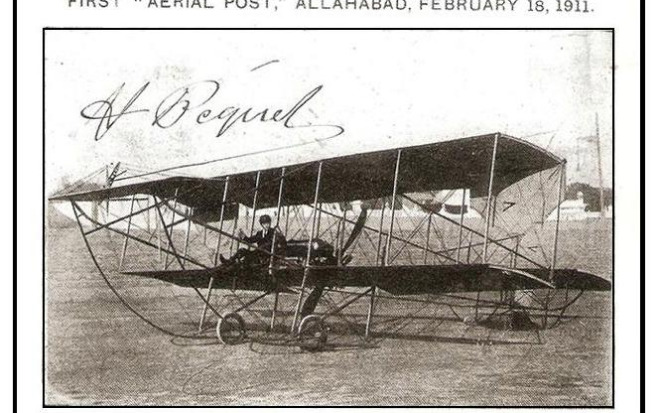 FIRST "AERIAL POST," ALLAHABAD, FEBRUARY 18, 1911.
H Pequet